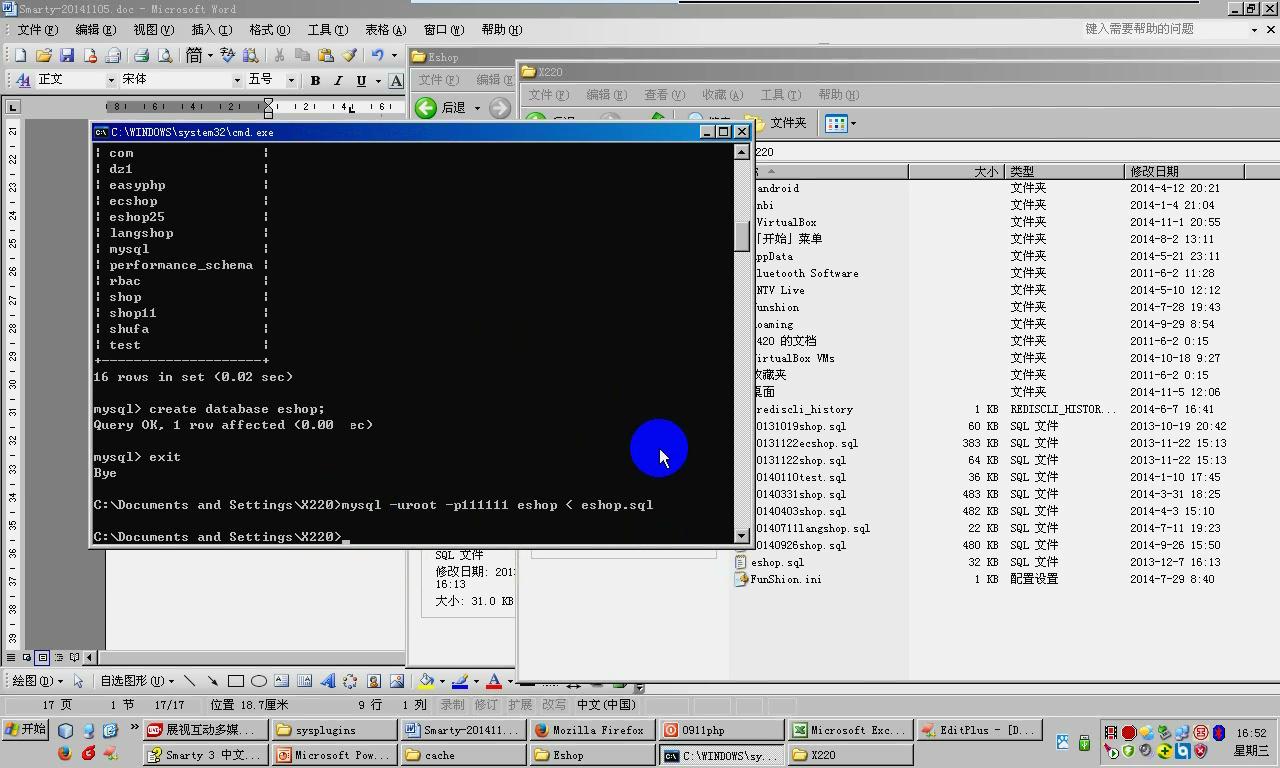 Smarty-20141105.doc - Microsoft Word
文件(F) 编辑(E) 视图(V) 插入(I) 格式(O) 工具(T) 表格(A) 窗口(W) 帮助(H)
键入需要帮助的问题
正文 宋体 五号 B I U A
Eshop
文件(F) 编辑(E)
后退
X220
文件(F) 编辑(E) 查看(V) 收藏(A) 工具(T) 帮助(H)
文件夹
C:\WINDOWS\system32\cmd.exe
| com |
| dz1 |
| easyphp |
| ecshop |
| eshop25 |
| langshop |
| mysql |
| performance_schema |
| rbac |
| shop |
| shop11 |
| shufa |
| test |
+--------------------+
16 rows in set (0.02 sec)
mysql> create database eshop;
Query OK, 1 row affected (0.00 ec)
mysql> exit
Bye
C:\Documents and Settings\X220>mysql -uroot -p111111 eshop < eshop.sql
C:\Documents and Settings\X220>_
220
大小 类型 修改日期
android 文件夹 2014-4-12 20:21
nbi 文件夹 2014-1-4 21:04
VirtualBox 文件夹 2014-11-1 20:55
「开始」菜单 文件夹 2014-8-2 13:11
ppData 文件夹 2014-5-21 23:11
luetooth Software 文件夹 2011-6-2 11:28
NTV Live 文件夹 2014-5-10 12:12
unshion 文件夹 2014-7-28 19:43
oaming 文件夹 2014-9-29 8:54
420 的文档 文件夹 2011-6-2 0:15
irtualBox VMs 文件夹 2014-10-18 9:27
收藏夹 文件夹 2011-6-2 0:15
桌面 文件夹 2014-11-5 12:06
rediscli_history 1 KB REDISCLI_HISTOR... 2014-6-7 16:41
0131019shop.sql 60 KB SQL 文件 2013-10-19 20:42
0131122ecshop.sql 383 KB SQL 文件 2013-11-22 15:13
0131122shop.sql 64 KB SQL 文件 2013-11-22 15:13
0140110test.sql 36 KB SQL 文件 2014-1-10 17:45
0140331shop.sql 483 KB SQL 文件 2014-3-31 18:25
0140403shop.sql 482 KB SQL 文件 2014-4-3 15:10
0140711langshop.sql 22 KB SQL 文件 2014-7-11 19:23
0140926shop.sql 480 KB SQL 文件 2014-9-26 15:50
eshop.sql 32 KB SQL 文件 2013-12-7 16:13
FunShion.ini 1 KB 配置设置 2014-7-29 8:40
SQL 文件
修改日期: 201
16:13
大小: 31.0 KB
绘图(D) 自选图形(U)
17 页 1 节 17/17 位置 18.7厘米 9 行 1 列 录制 修订 扩展 改写 中文(中国)
开始 展视互动多媒... sysplugins Smarty-201411... Mozilla Firefox 0911php Microsoft Exc... EditPlus - [D... 16:52
Smarty 3 中文... Microsoft Pow... cache Eshop C:\WINDOWS\sy... X220 星期三